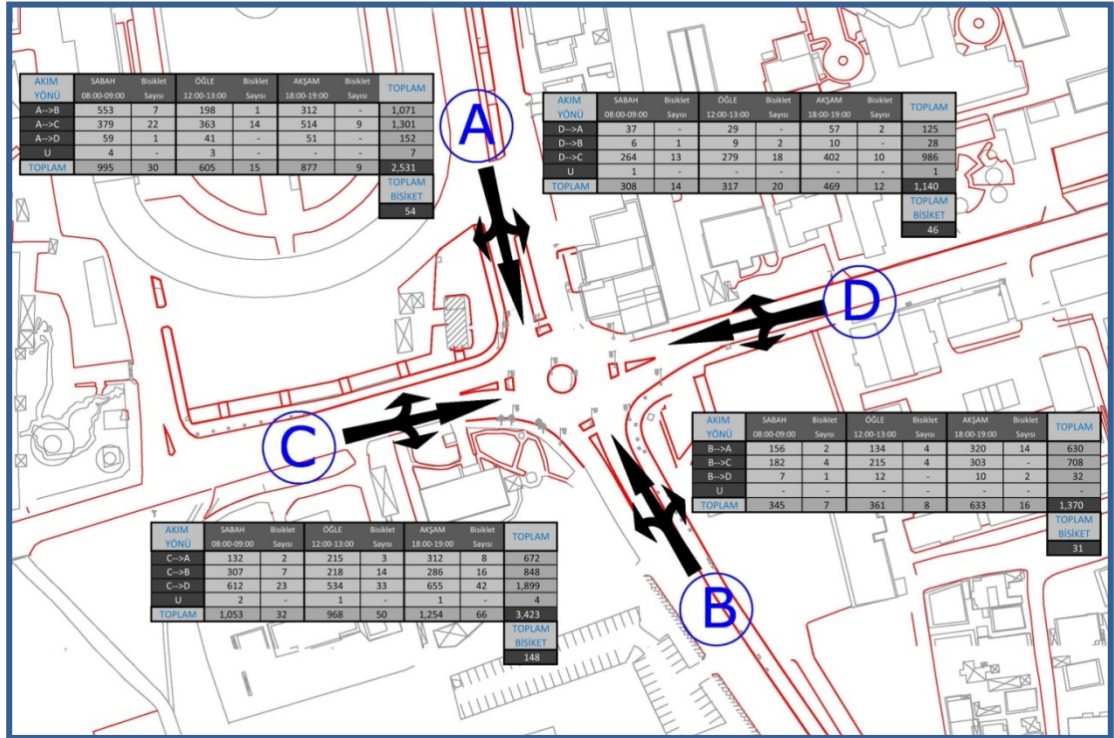 AKIM YÖNÜ SABAH 08:00-09:00 Bisiklet Sayısı ÖĞLE 12:00-13:00 Bisiklet Sayısı AKŞAM 18:00-19:00 Bisiklet Sayısı TOPLAM
A-->B 553 7 198 1 312 - 1,071
A-->C 379 22 363 14 514 9 1,301
A-->D 59 1 41 - 51 - 152
U 4 - 3 - - - 7
TOPLAM 995 30 605 15 877 9 2,531
TOPLAM BİSİKET
54
A
AKIM YÖNÜ SABAH 08:00-09:00 Bisiklet Sayısı ÖĞLE 12:00-13:00 Bisiklet Sayısı AKŞAM 18:00-19:00 Bisiklet Sayısı TOPLAM
D-->A 37 - 29 - 57 2 125
D-->B 6 1 9 2 10 - 28
D-->C 264 13 279 18 402 10 986
U 1 - - - - - 1
TOPLAM 308 14 317 20 469 12 1,140
TOPLAM BİSİKET
46
D
C
AKIM YÖNÜ SABAH 08:00-09:00 Bisiklet Sayısı ÖĞLE 12:00-13:00 Bisiklet Sayısı AKŞAM 18:00-19:00 Bisiklet Sayısı TOPLAM
B-->A 156 2 134 4 320 14 630
B-->C 182 4 215 4 303 - 708
B-->D 7 1 12 - 10 2 32
U - - - - - - -
TOPLAM 345 7 361 8 633 16 1,370
TOPLAM BİSİKET
31
AKIM YÖNÜ SABAH 08:00-09:00 Bisiklet Sayısı ÖĞLE 12:00-13:00 Bisiklet Sayısı AKŞAM 18:00-19:00 Bisiklet Sayısı TOPLAM
C-->A 132 2 215 3 312 8 672
C-->B 307 7 218 14 286 16 848
C-->D 612 23 534 33 655 42 1,899
U 2 - 1 - 1 - 4
TOPLAM 1,053 32 968 50 1,254 66 3,423
TOPLAM BİSİKET
148
B